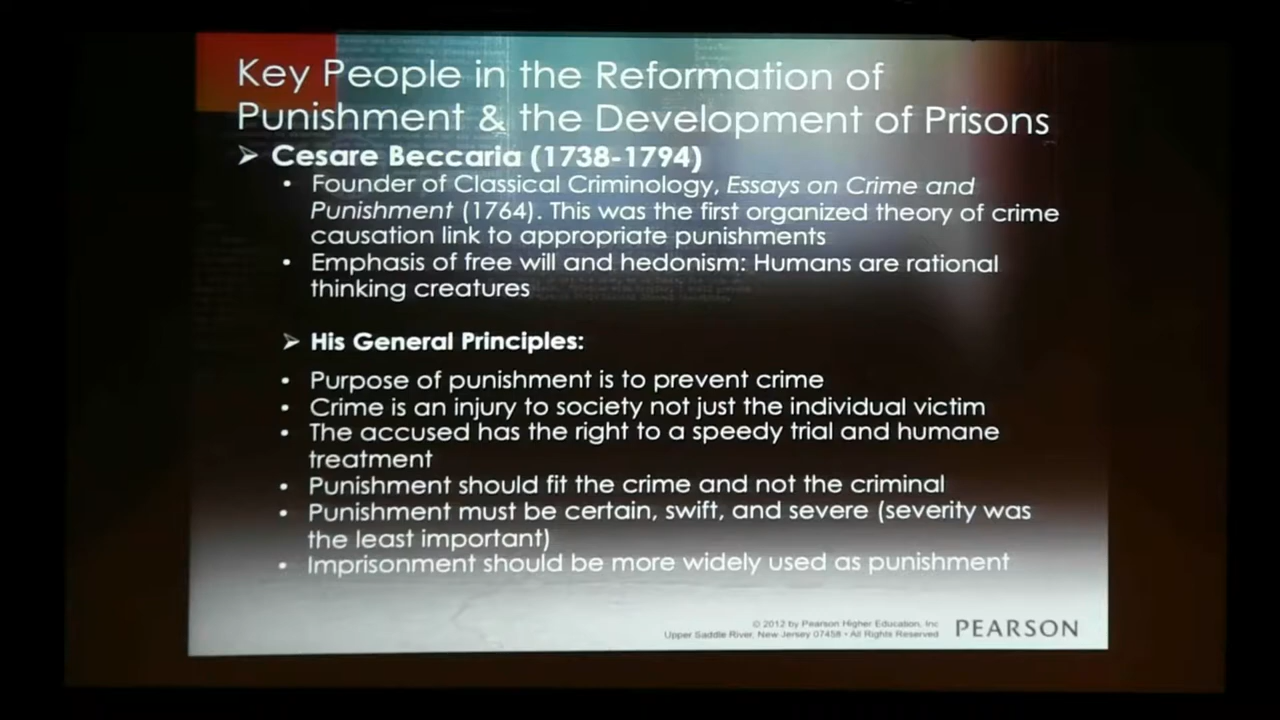 Key People in the Reformation of
Punishment & the Development of Prisons
➢ Cesare Beccaria (1738-1794)
• Founder of Classical Criminology, Essays on Crime and
Punishment (1764). This was the first organized theory of crime
causation link to appropriate punishments
• Emphasis of free will and hedonism: Humans are rational
thinking creatures
➢ His General Principles:
• Purpose of punishment is to prevent crime
• Crime is an injury to society not just the individual victim
• The accused has the right to a speedy trial and humane
treatment
• Punishment should fit the crime and not the criminal
• Punishment must be certain, swift, and severe (severity was
the least important)
• Imprisonment should be more widely used as punishment
© 2012 by Pearson Higher Education, Inc
Upper Saddle River, New Jersey 07458 • All Rights Reserved
PEARSON